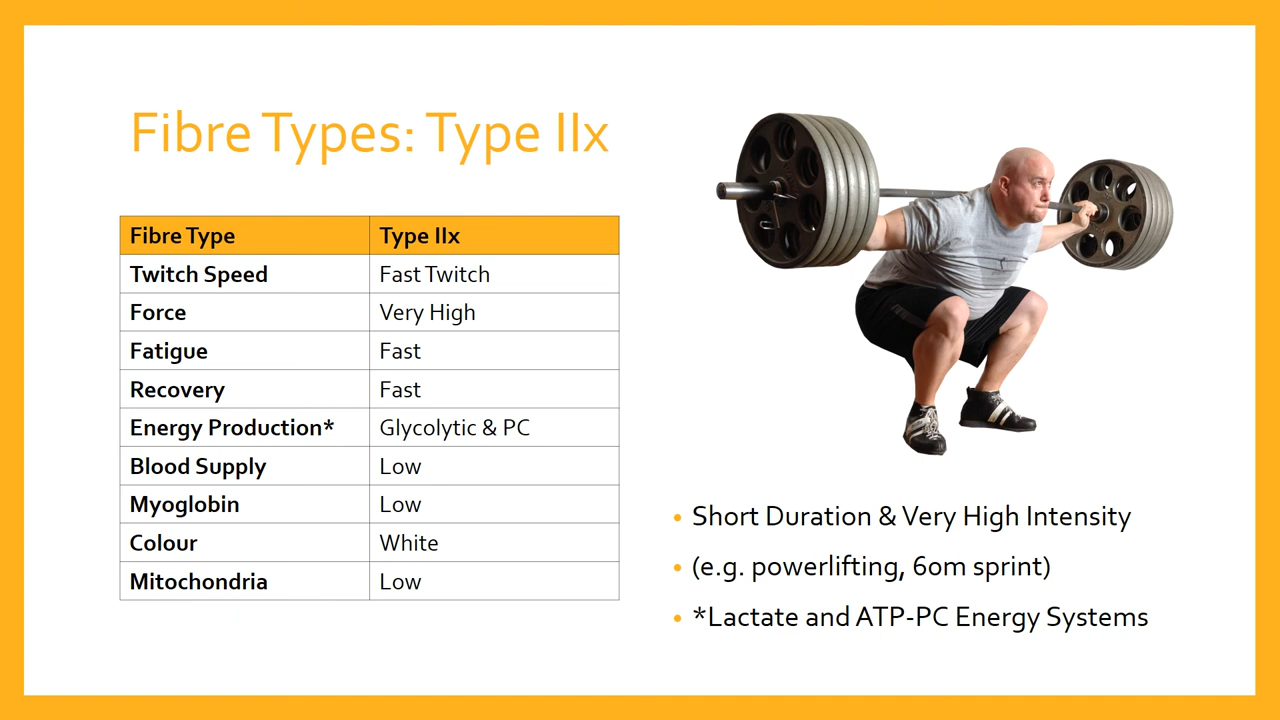 Fibre Types: Type IIx
Fibre Type Type IIx
Twitch Speed Fast Twitch
Force Very High
Fatigue Fast
Recovery Fast
Energy Production* Glycolytic & PC
Blood Supply Low
Myoglobin Low
Colour White
Mitochondria Low
• Short Duration & Very High Intensity
• (e.g. powerlifting, 60m sprint)
• *Lactate and ATP-PC Energy Systems